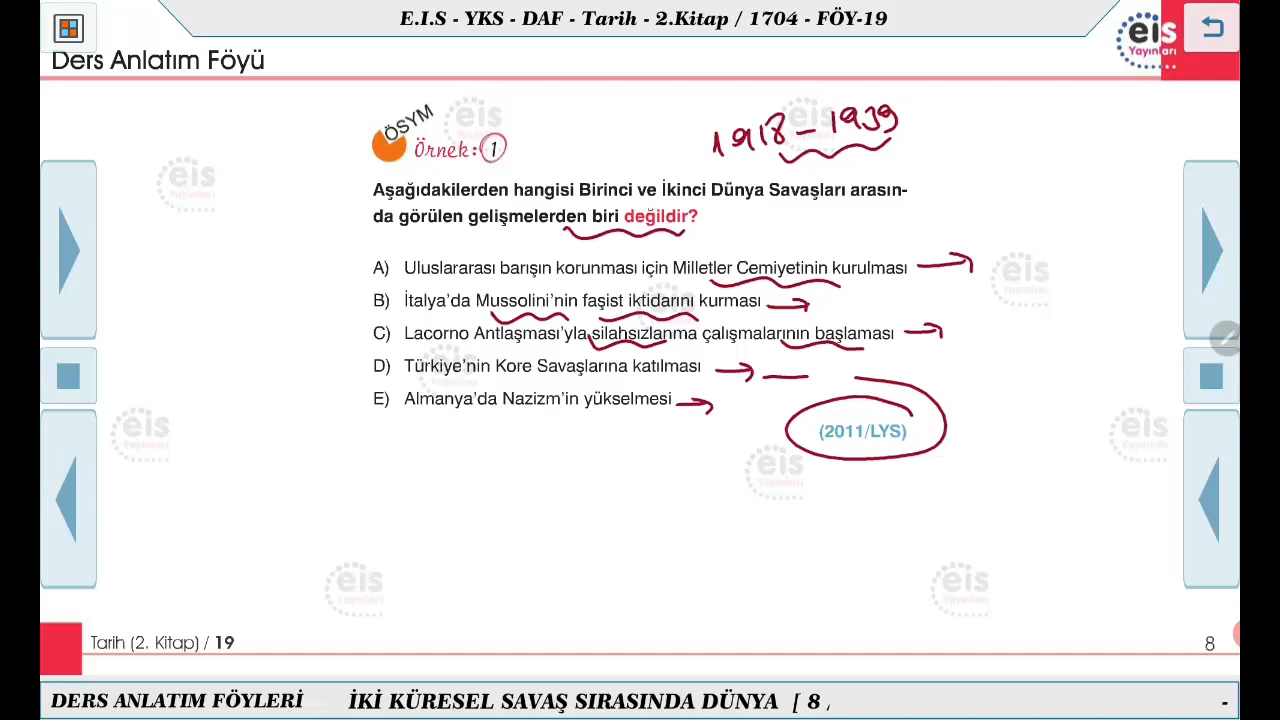 E.I.S - YKS - DAF - Tarih - 2.Kitap / 1704 - FÖY-19
eis
Yayınları
Ders Anlatım Föyü
ÖSYM
Örnek: 1
1918 - 1939
Aşağıdakilerden hangisi Birinci ve İkinci Dünya Savaşları arasın-
da görülen gelişmelerden biri değildir?
A) Uluslararası barışın korunması için Milletler Cemiyetinin kurulması
B) İtalya'da Mussolini'nin faşist iktidarını kurması
C) Lacorno Antlaşması'yla silahsızlanma çalışmalarının başlaması
D) Türkiye'nin Kore Savaşlarına katılması
E) Almanya'da Nazizm'in yükselmesi
(2011/LYS)
Tarih (2. Kitap) / 19
8
DERS ANLATIM FÖYLERİ İKİ KÜRESEL SAVAŞ SIRASINDA DÜNYA [ 8 / -